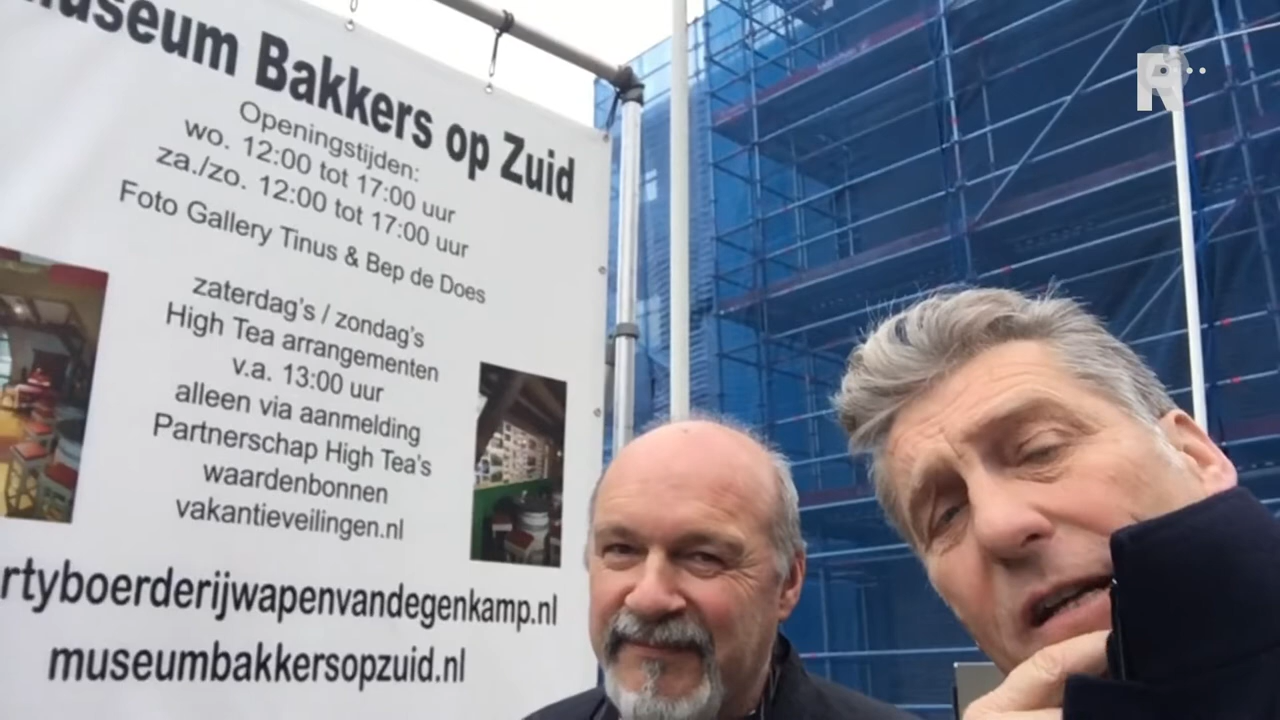 museum Bakkers op Zuid
Openingstijden:
wo. 12:00 tot 17:00 uur
za./zo. 12:00 tot 17:00 uur
Foto Gallery Tinus & Bep de Does
zaterdag's / zondag's
High Tea arrangementen
v.a. 13:00 uur
alleen via aanmelding
Partnerschap High Tea's
waardenbonnen
vakantieveilingen.nl
rtyboerderijwapenvandegenkamp.nl
museumbakkersopzuid.nl
R